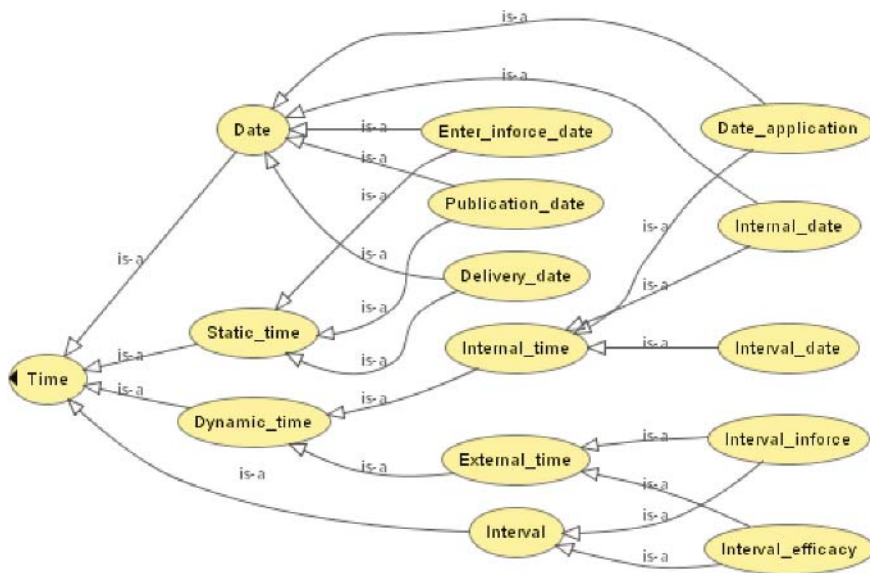 is-a
is-a
Date
Enter_inforce_date
Date_application
is-a
is-a
Publication_date
is-a
is-a
Internal_date
is-a
Delivery_date
is-a
is-a
is-a
Static_time
is-a
Internal_time
is-a
Interval_date
is-a
Time
is-a
is-a
Dynamic_time
is-a
Interval_inforce
is-a
External_time
is-a
is-a
is-a
Interval
is-a
Interval_efficacy
is-a